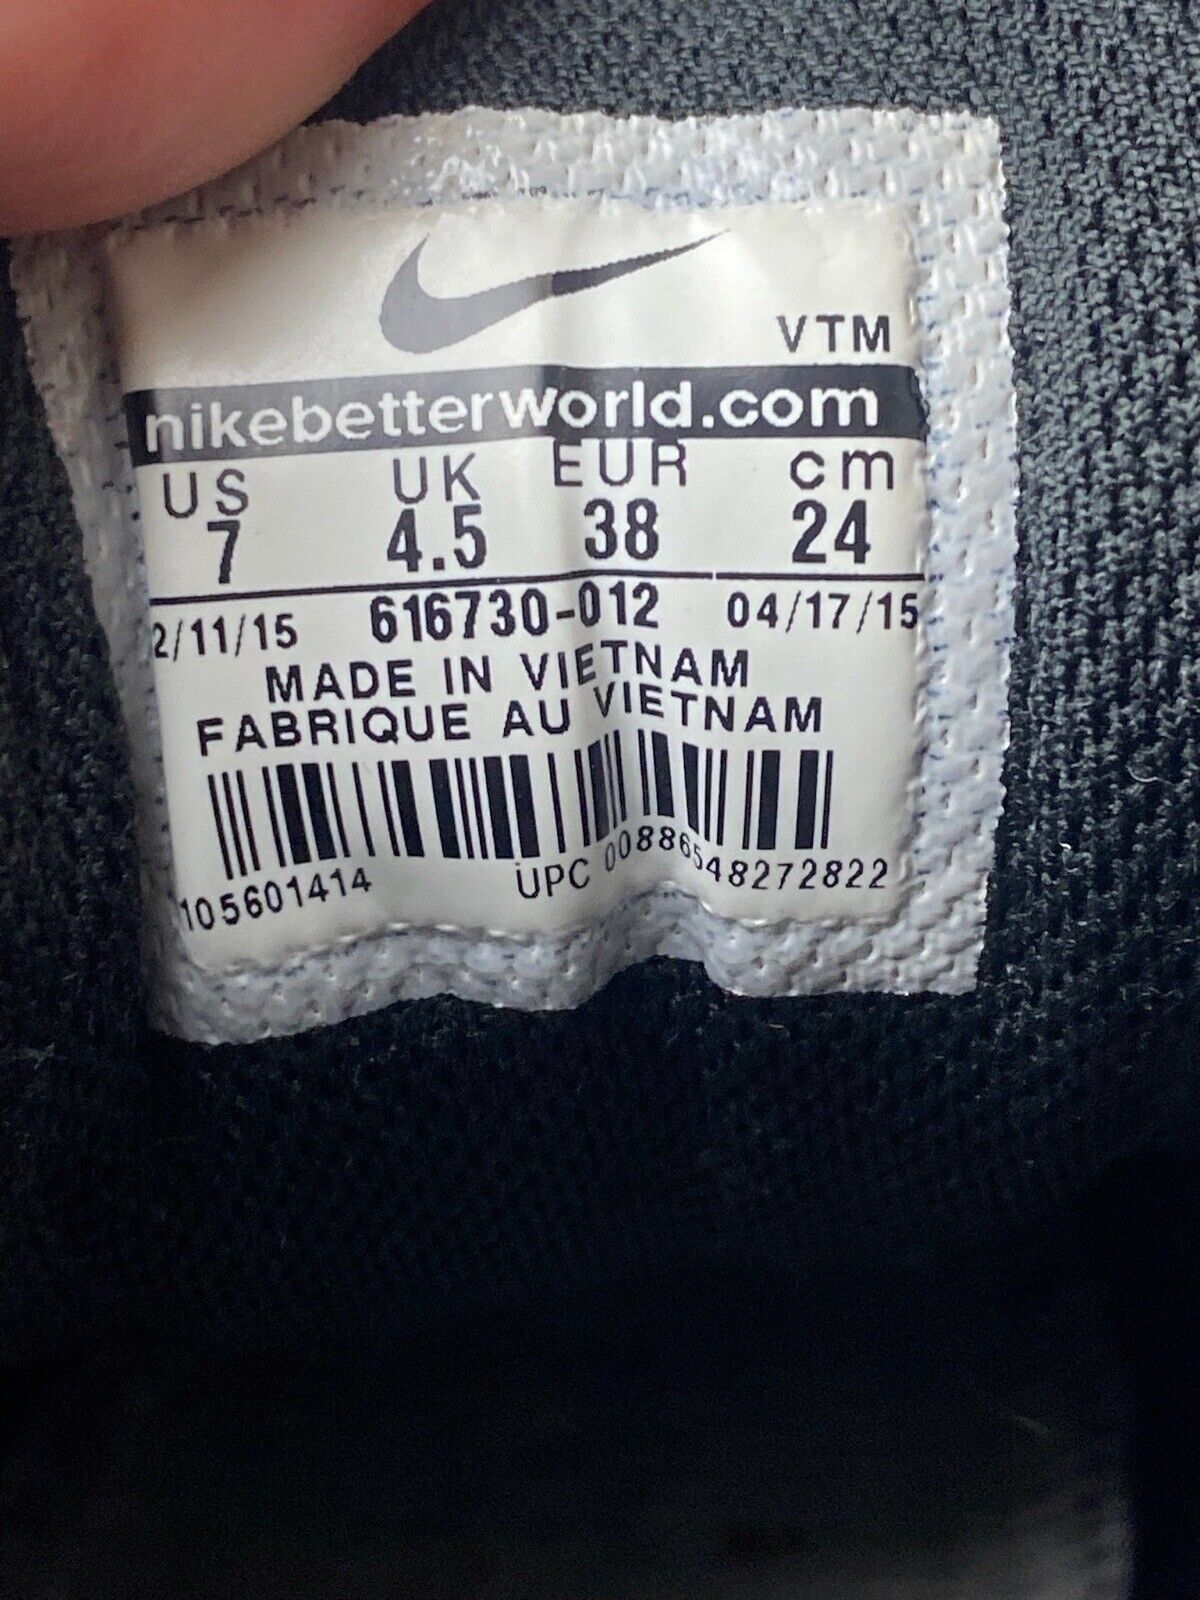 VTM
nikebetterworld.com
US UK EUR cm
7 4.5 38 24
2/11/15 616730-012 04/17/15
MADE IN VIETNAM
FABRIQUE AU VIETNAM
105601414 UPC 00886548272822